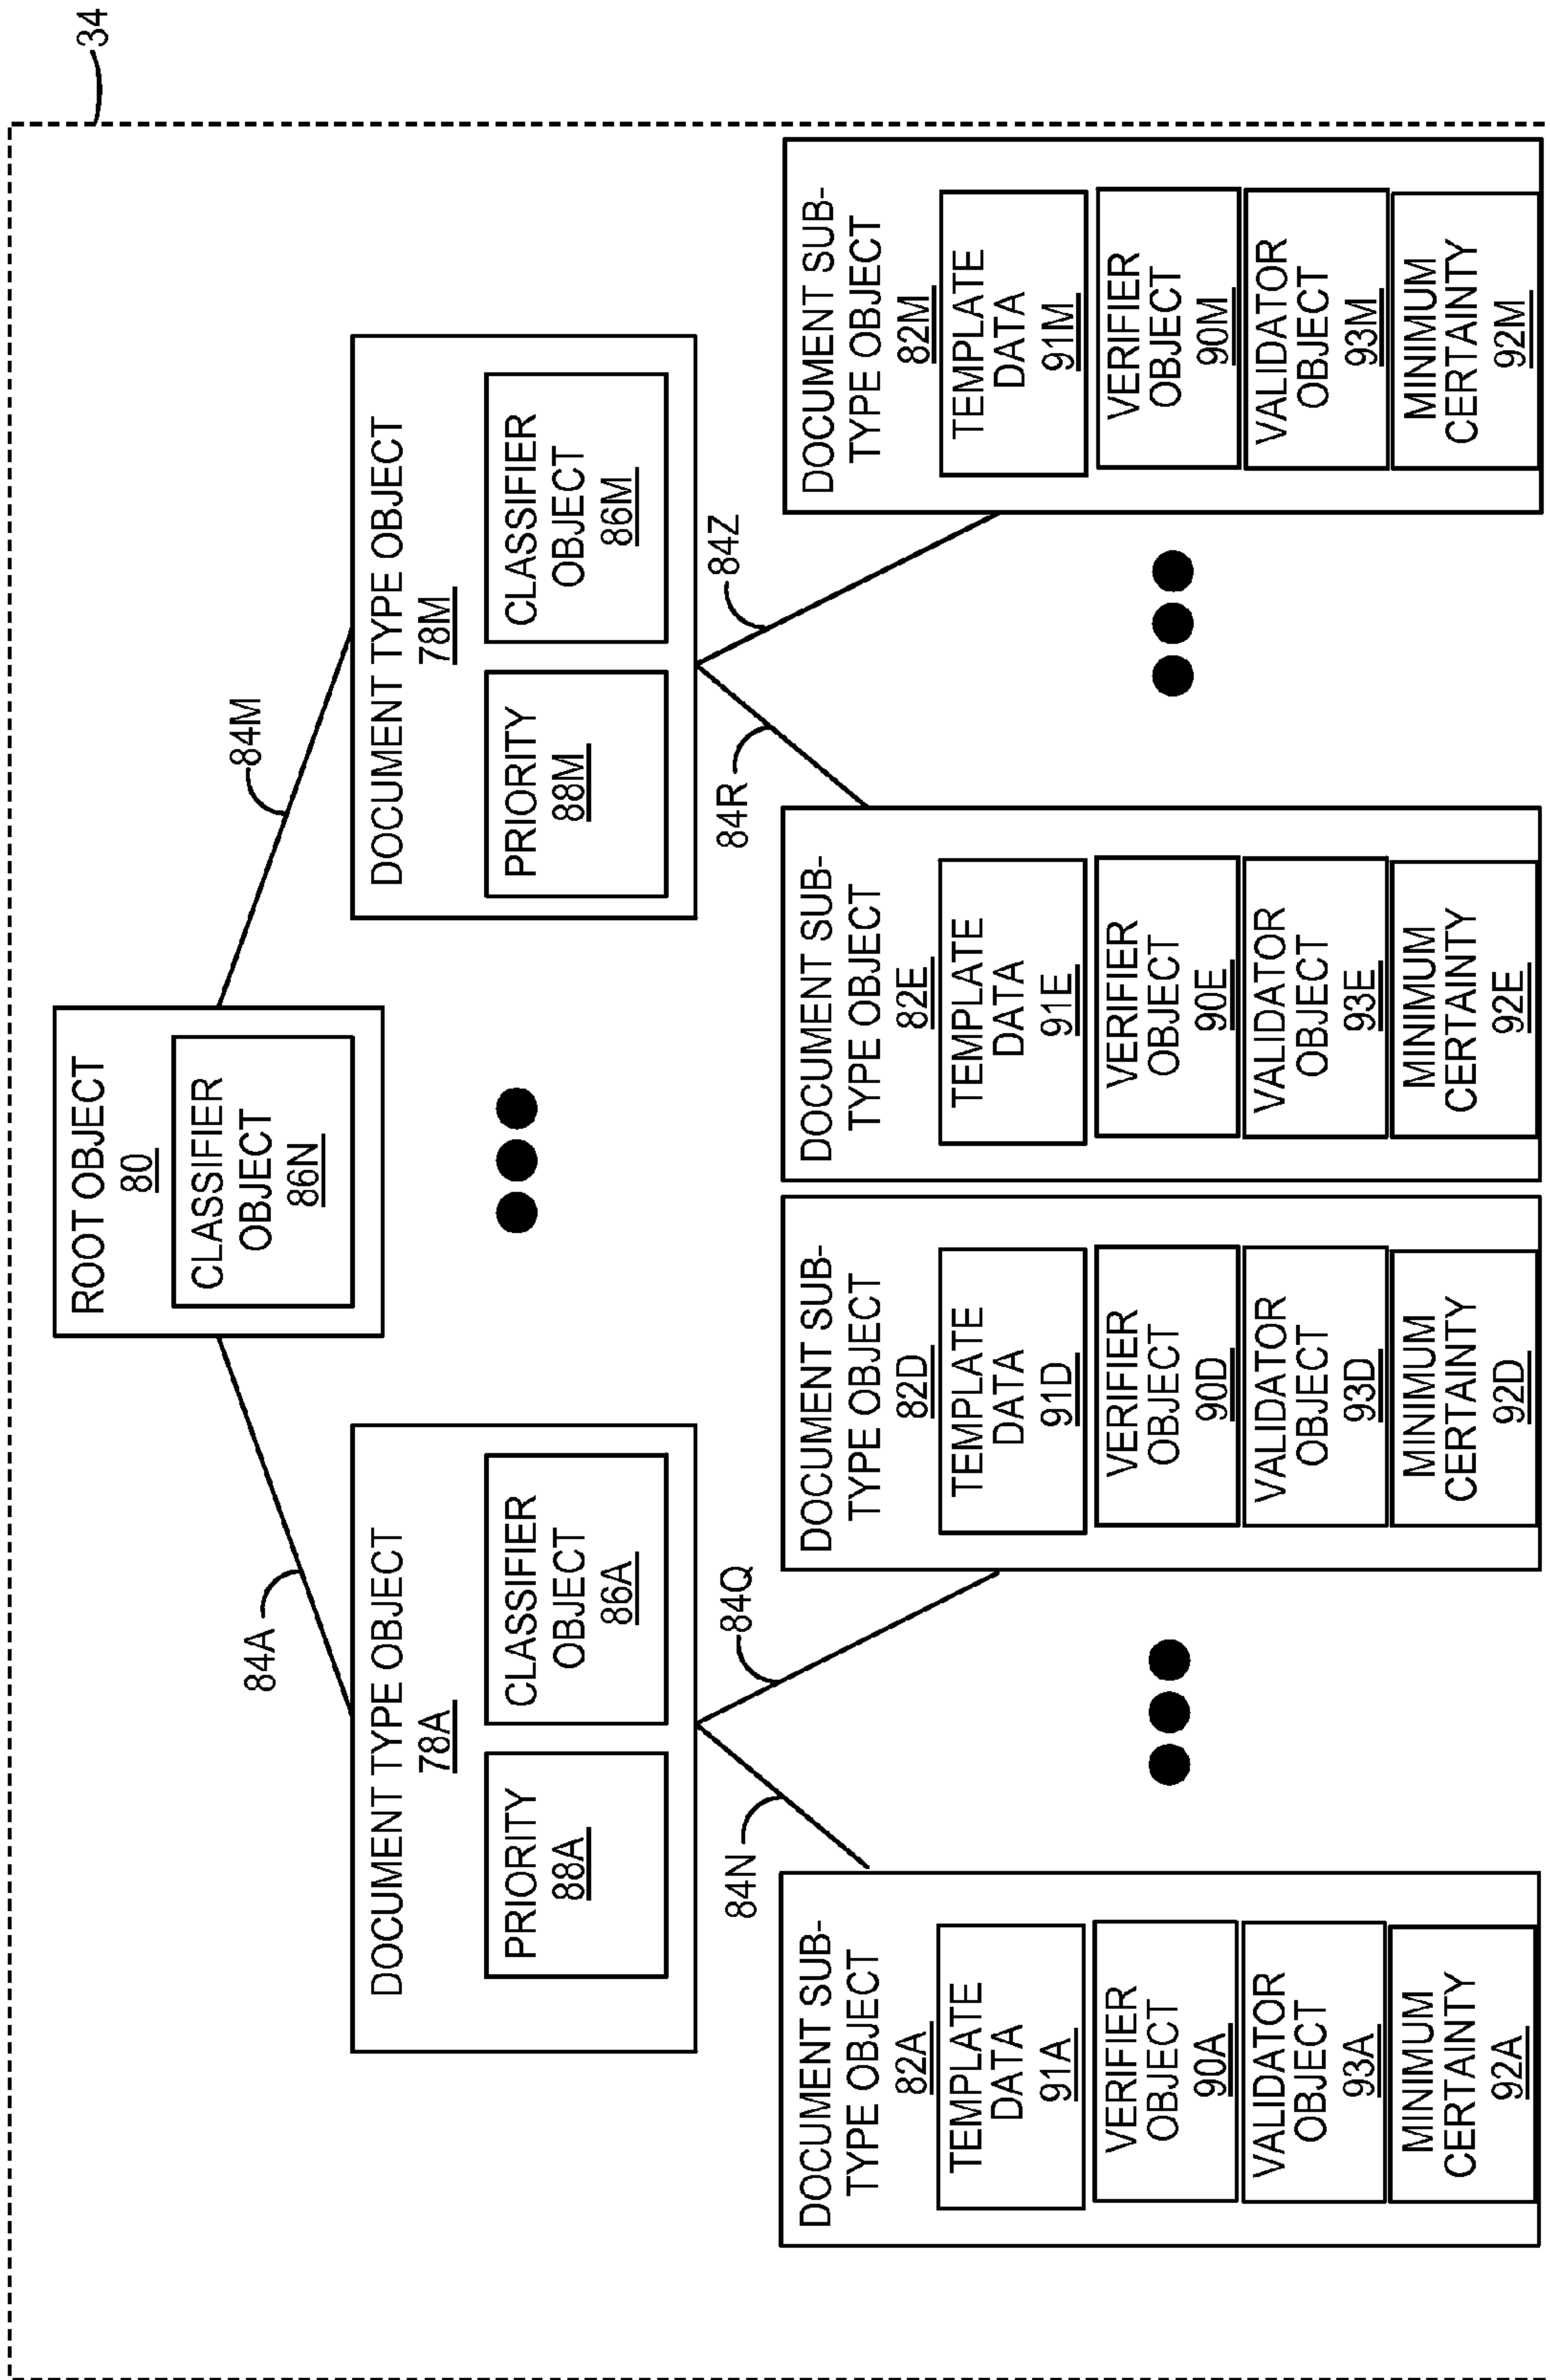 34
ROOT OBJECT
80
CLASSIFIER
OBJECT
86N
84A
84M
DOCUMENT TYPE OBJECT
78A
PRIORITY
88A
CLASSIFIER
OBJECT
86A
DOCUMENT TYPE OBJECT
78M
PRIORITY
88M
CLASSIFIER
OBJECT
86M
84N
84Q
84R
84Z
DOCUMENT SUB-
TYPE OBJECT
82A
TEMPLATE
DATA
91A
VERIFIER
OBJECT
90A
VALIDATOR
OBJECT
93A
MINIMUM
CERTAINTY
92A
DOCUMENT SUB-
TYPE OBJECT
82D
TEMPLATE
DATA
91D
VERIFIER
OBJECT
90D
VALIDATOR
OBJECT
93D
MINIMUM
CERTAINTY
92D
DOCUMENT SUB-
TYPE OBJECT
82E
TEMPLATE
DATA
91E
VERIFIER
OBJECT
90E
VALIDATOR
OBJECT
93E
MINIMUM
CERTAINTY
92E
DOCUMENT SUB-
TYPE OBJECT
82M
TEMPLATE
DATA
91M
VERIFIER
OBJECT
90M
VALIDATOR
OBJECT
93M
MINIMUM
CERTAINTY
92M